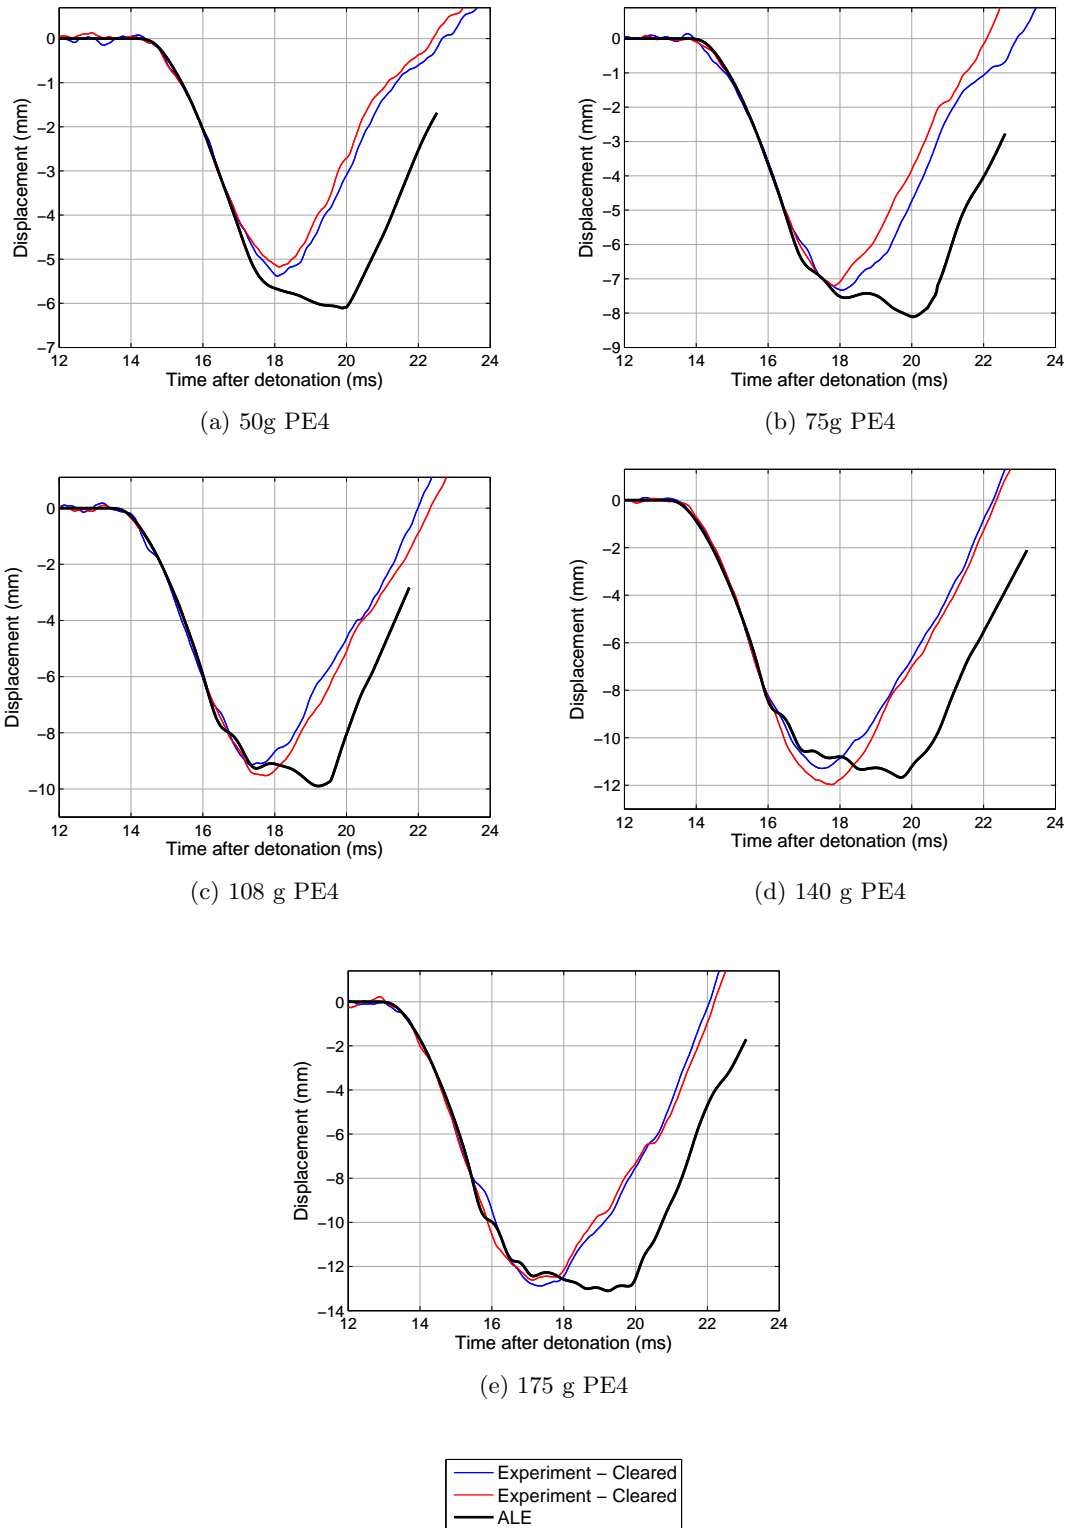 0
−1
−2
−3
−4
−5
−6
−7
Displacement (mm)
12 14 16 18 20 22 24
Time after detonation (ms)
(a) 50g PE4
0
−1
−2
−3
−4
−5
−6
−7
−8
−9
Displacement (mm)
12 14 16 18 20 22 24
Time after detonation (ms)
(b) 75g PE4
0
−2
−4
−6
−8
−10
Displacement (mm)
12 14 16 18 20 22 24
Time after detonation (ms)
(c) 108 g PE4
0
−2
−4
−6
−8
−10
−12
Displacement (mm)
12 14 16 18 20 22 24
Time after detonation (ms)
(d) 140 g PE4
0
−2
−4
−6
−8
−10
−12
−14
Displacement (mm)
12 14 16 18 20 22 24
Time after detonation (ms)
(e) 175 g PE4
Experiment − Cleared
Experiment − Cleared
ALE